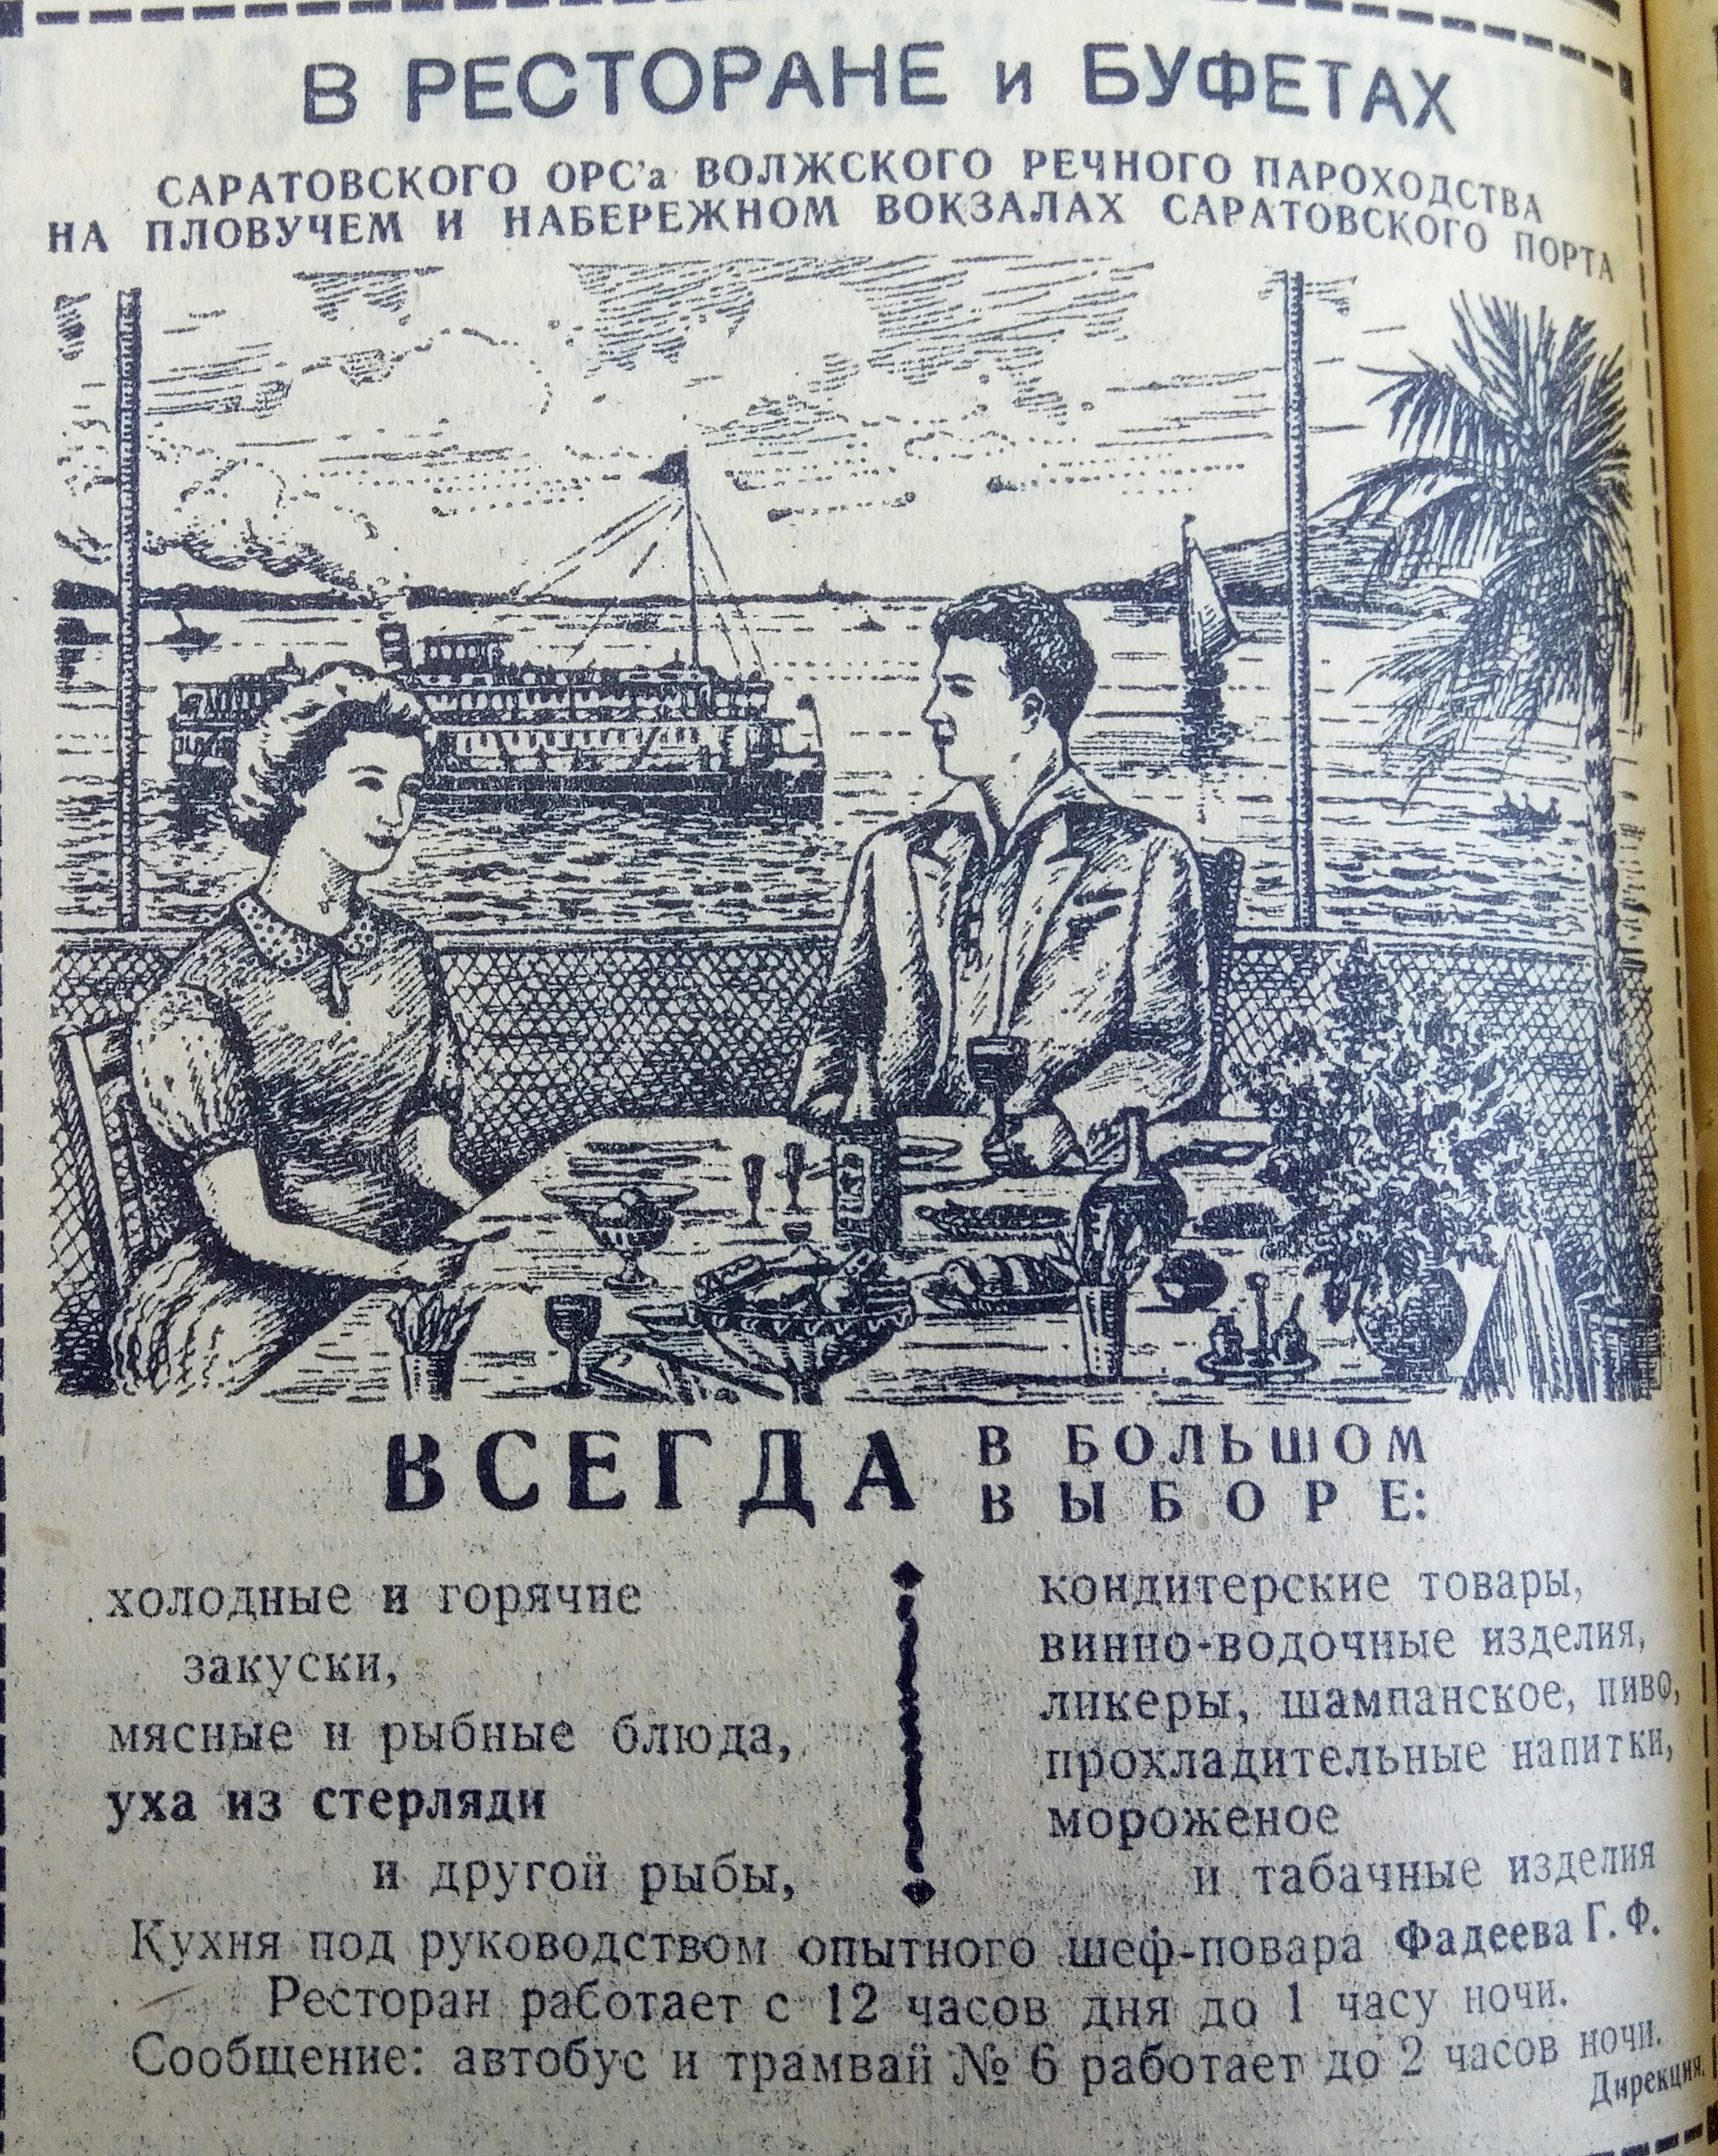 В РЕСТОРАНЕ и БУФЕТАХ
САРАТОВСКОГО ОРС'а ВОЛЖСКОГО РЕЧНОГО ПАРОХОДСТВА
НА ПЛОВУЧЕМ И НАБЕРЕЖНОМ ВОКЗАЛАХ САРАТОВСКОГО ПОРТА
ВСЕГДА В БОЛЬШОМ
ВЫБОРЕ:
холодные и горячие
закуски,
мясные и рыбные блюда,
уха из стерляди
и другой рыбы,
кондитерские товары,
винно-водочные изделия,
ликеры, шампанское, пиво,
прохладительные напитки,
мороженое
и табачные изделия
Кухня под руководством опытного шеф-повара Фадеева Г. Ф.
Ресторан работает с 12 часов дня до 1 часу ночи.
Сообщение: автобус и трамвай № 6 работает до 2 часов ночи.
Дирекция.